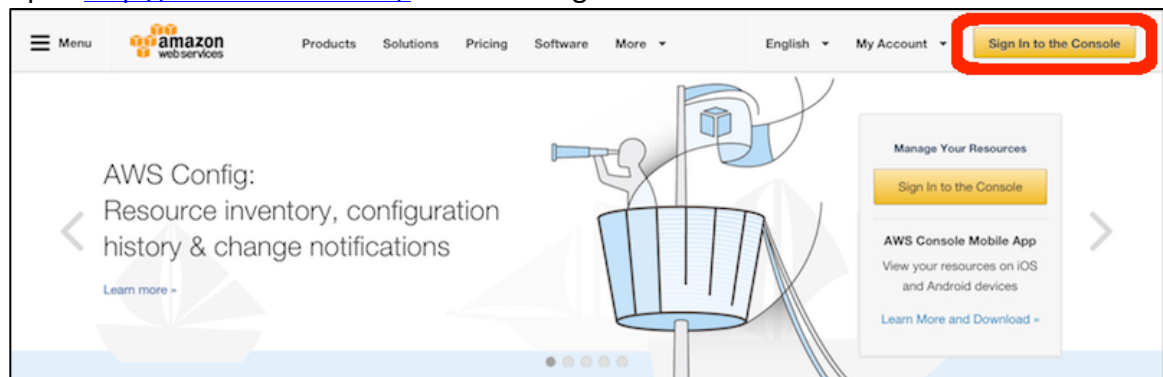 Menu
amazon
webservices
Products Solutions Pricing Software More
English My Account Sign In to the Console
AWS Config:
Resource inventory, configuration
history & change notifications
Learn more »
Manage Your Resources
Sign In to the Console
AWS Console Mobile App
View your resources on iOS
and Android devices
Learn More and Download »